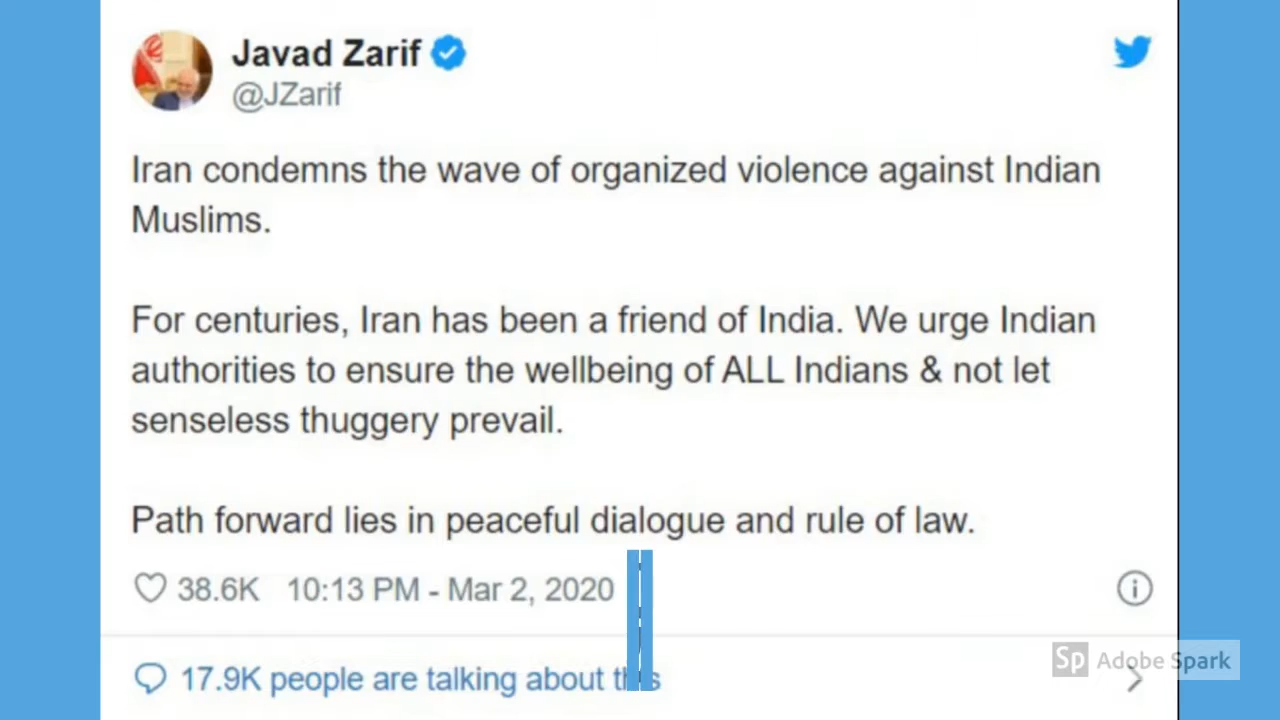 Javad Zarif
@JZarif
Iran condemns the wave of organized violence against Indian
Muslims.
For centuries, Iran has been a friend of India. We urge Indian
authorities to ensure the wellbeing of ALL Indians & not let
senseless thuggery prevail.
Path forward lies in peaceful dialogue and rule of law.
38.6K 10:13 PM - Mar 2, 2020
17.9K people are talking about
Sp Adobe Spark